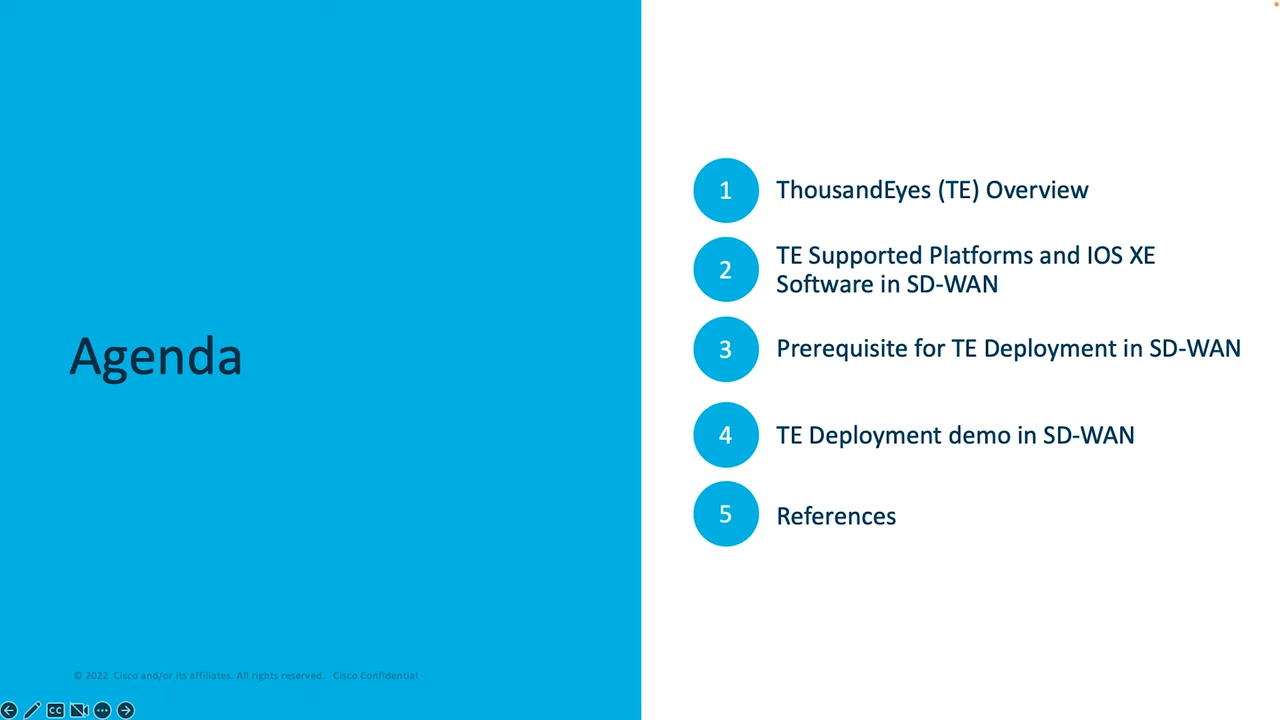 Agenda
1
ThousandEyes (TE) Overview
2
TE Supported Platforms and IOS XE
Software in SD-WAN
3
Prerequisite for TE Deployment in SD-WAN
4
TE Deployment demo in SD-WAN
5
References
© 2022 Cisco and/or its affiliates. All rights reserved. Cisco Confidential
CC